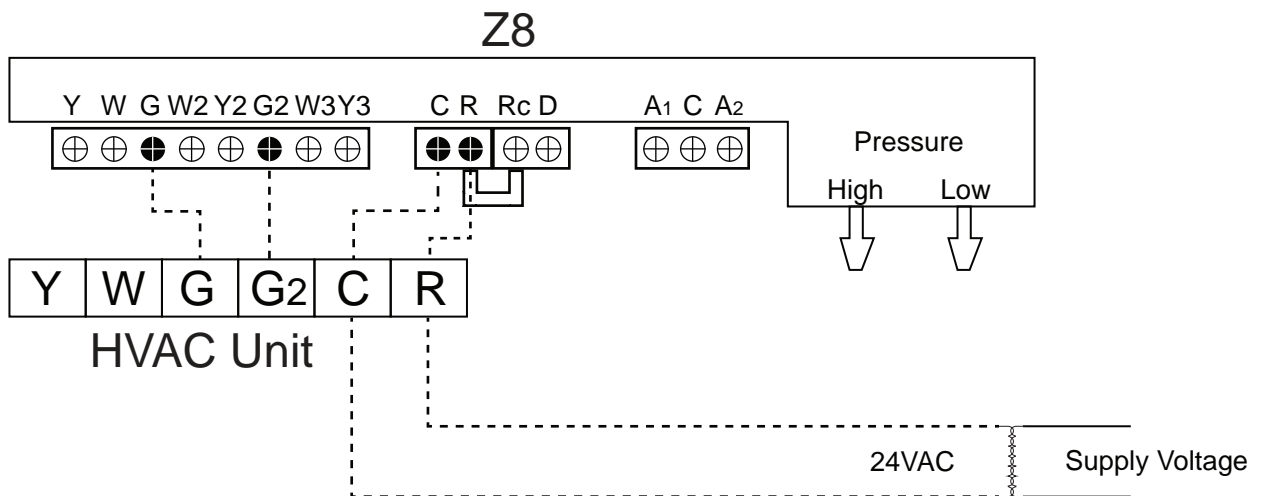 Z8
Y W G W2 Y2 G2 W3 Y3 C R Rc D A1 C A2
Pressure
High Low
Y W G G2 C R
HVAC Unit
24VAC Supply Voltage